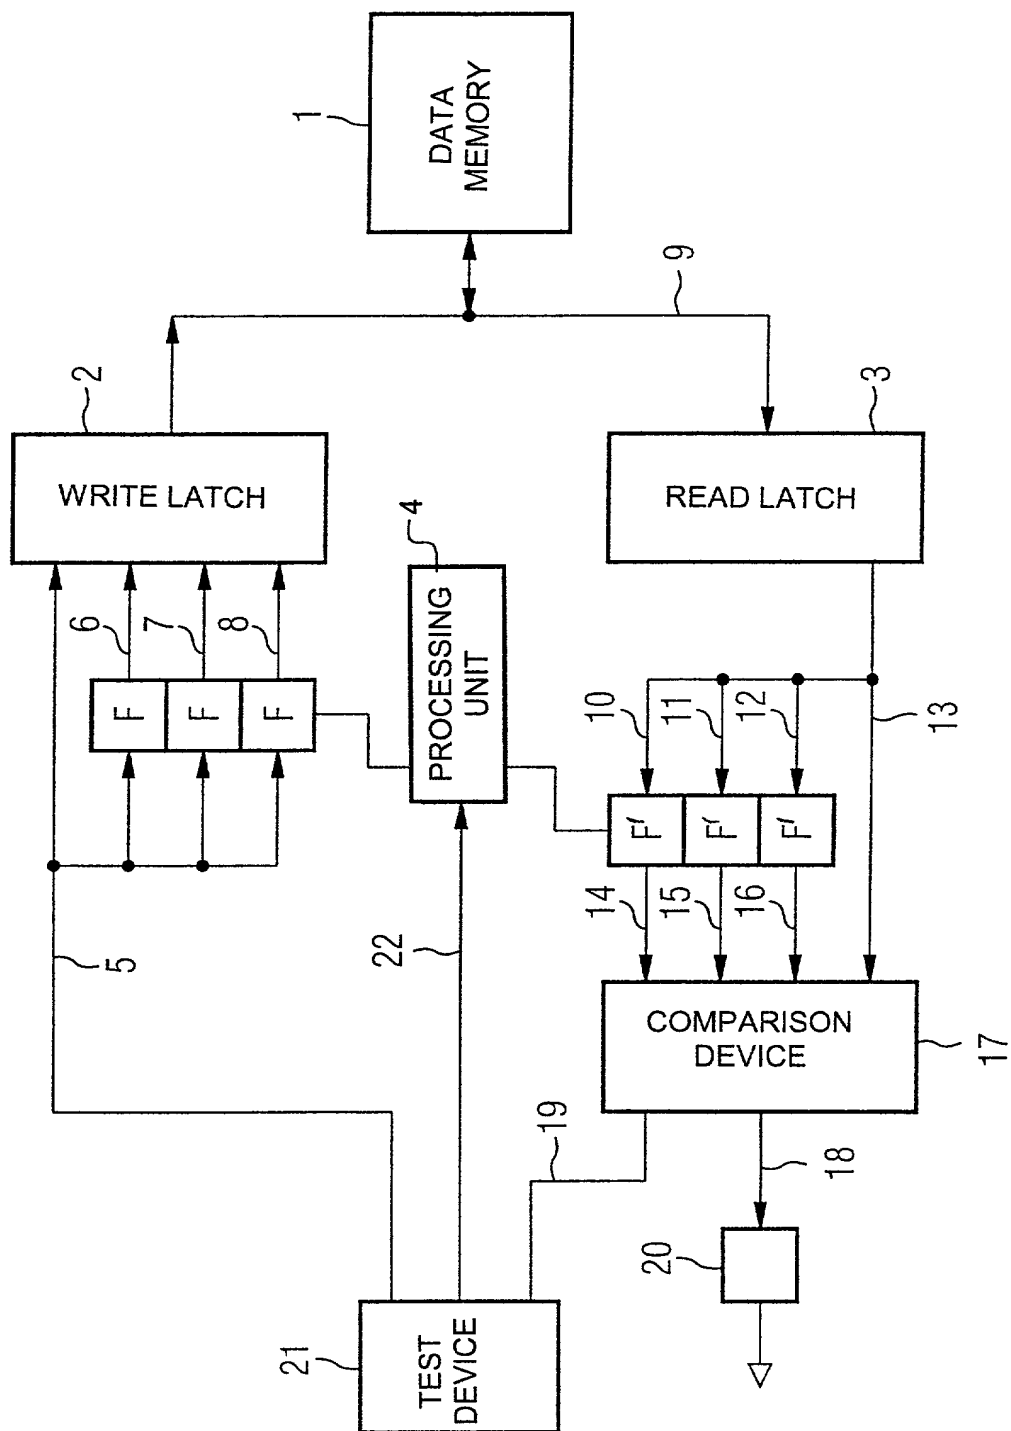 1
DATA
MEMORY
9
2
WRITE LATCH
3
READ LATCH
4
PROCESSING
UNIT
6
7
8
F
F
F
5
10
11
12
13
F'
F'
F'
14
15
16
22
COMPARISON
DEVICE
17
19
18
20
21
TEST
DEVICE